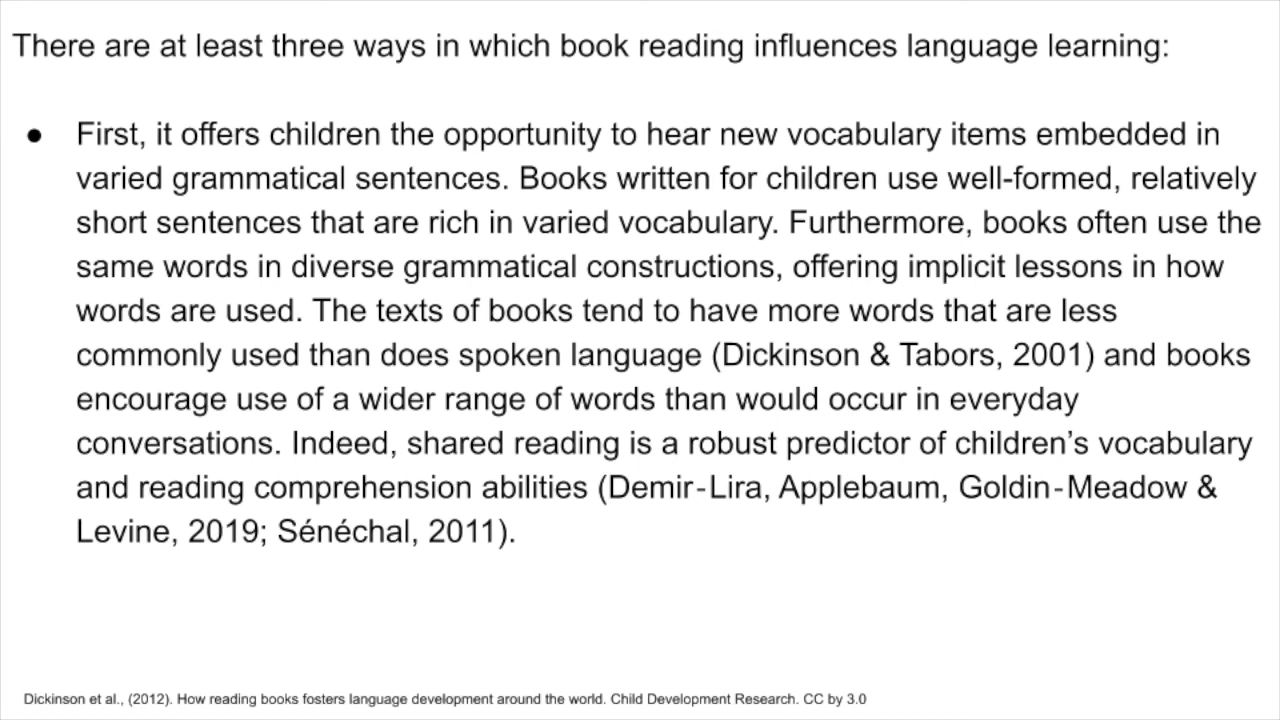 There are at least three ways in which book reading influences language learning:
● First, it offers children the opportunity to hear new vocabulary items embedded in
varied grammatical sentences. Books written for children use well-formed, relatively
short sentences that are rich in varied vocabulary. Furthermore, books often use the
same words in diverse grammatical constructions, offering implicit lessons in how
words are used. The texts of books tend to have more words that are less
commonly used than does spoken language (Dickinson & Tabors, 2001) and books
encourage use of a wider range of words than would occur in everyday
conversations. Indeed, shared reading is a robust predictor of children’s vocabulary
and reading comprehension abilities (Demir-Lira, Applebaum, Goldin-Meadow &
Levine, 2019; Sénéchal, 2011).
Dickinson et al., (2012). How reading books fosters language development around the world. Child Development Research. CC by 3.0